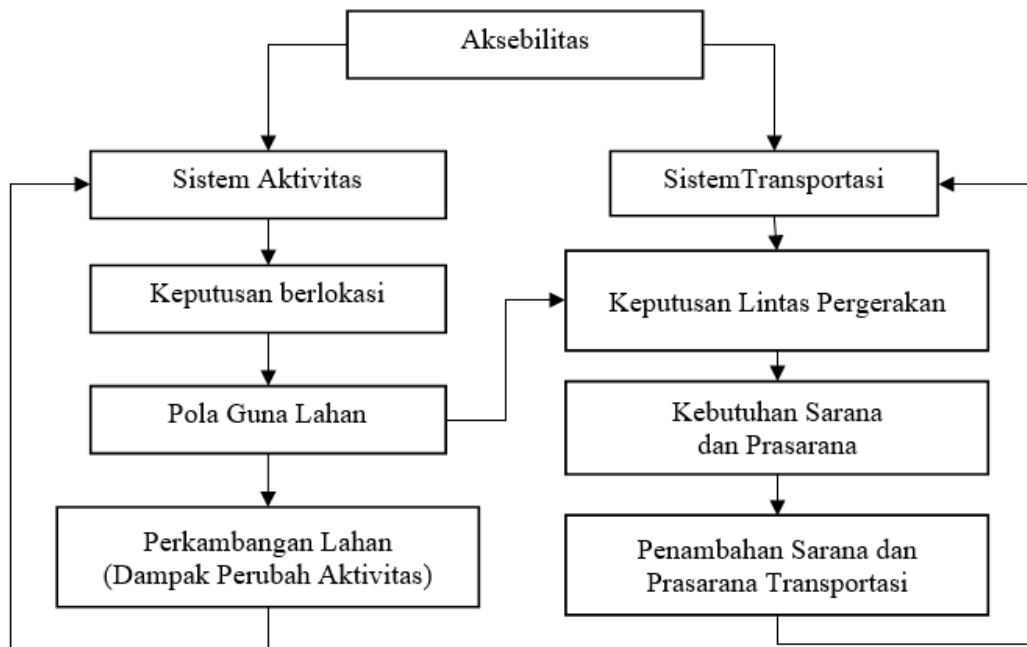 Aksebilitas
Sistem Aktivitas
SistemTransportasi
Keputusan berlokasi
Keputusan Lintas Pergerakan
Pola Guna Lahan
Kebutuhan Sarana
dan Prasarana
Perkambangan Lahan
(Dampak Perubah Aktivitas)
Penambahan Sarana dan
Prasarana Transportasi